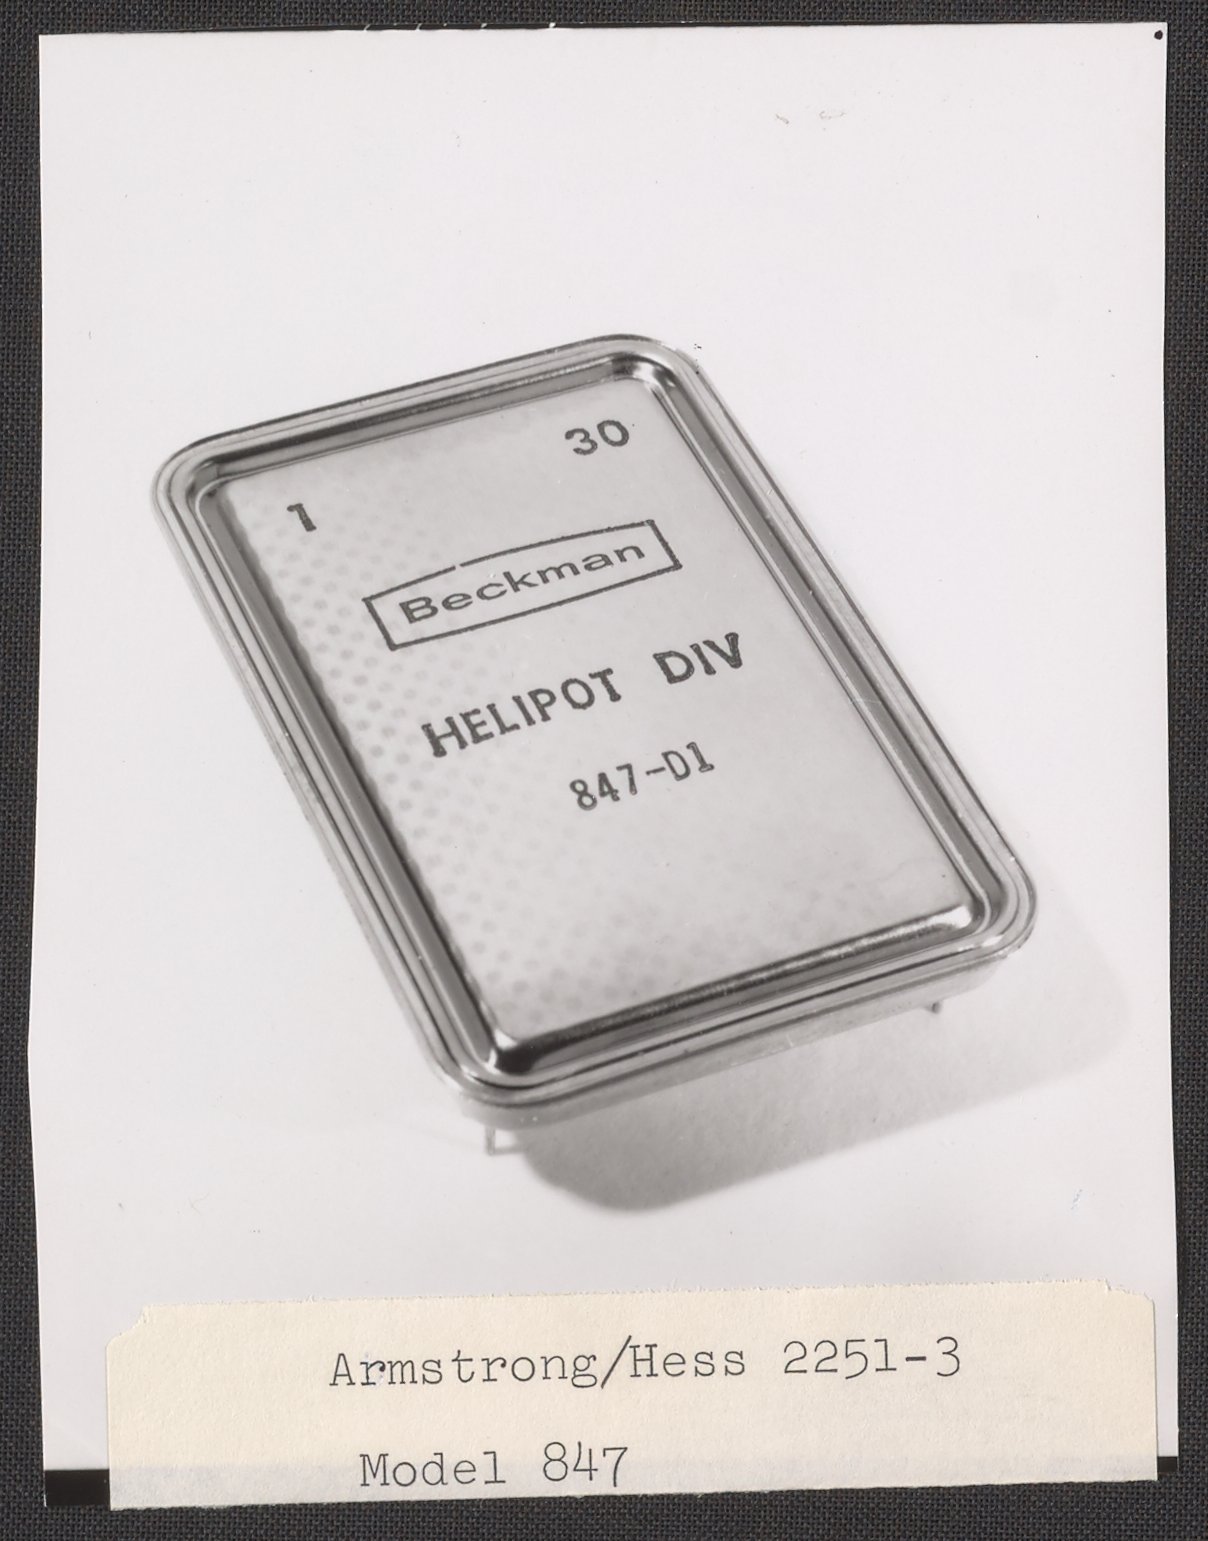 1 30
Beckman
HELIPOT DIV
847-D1
Armstrong/Hess 2251-3
Model 847